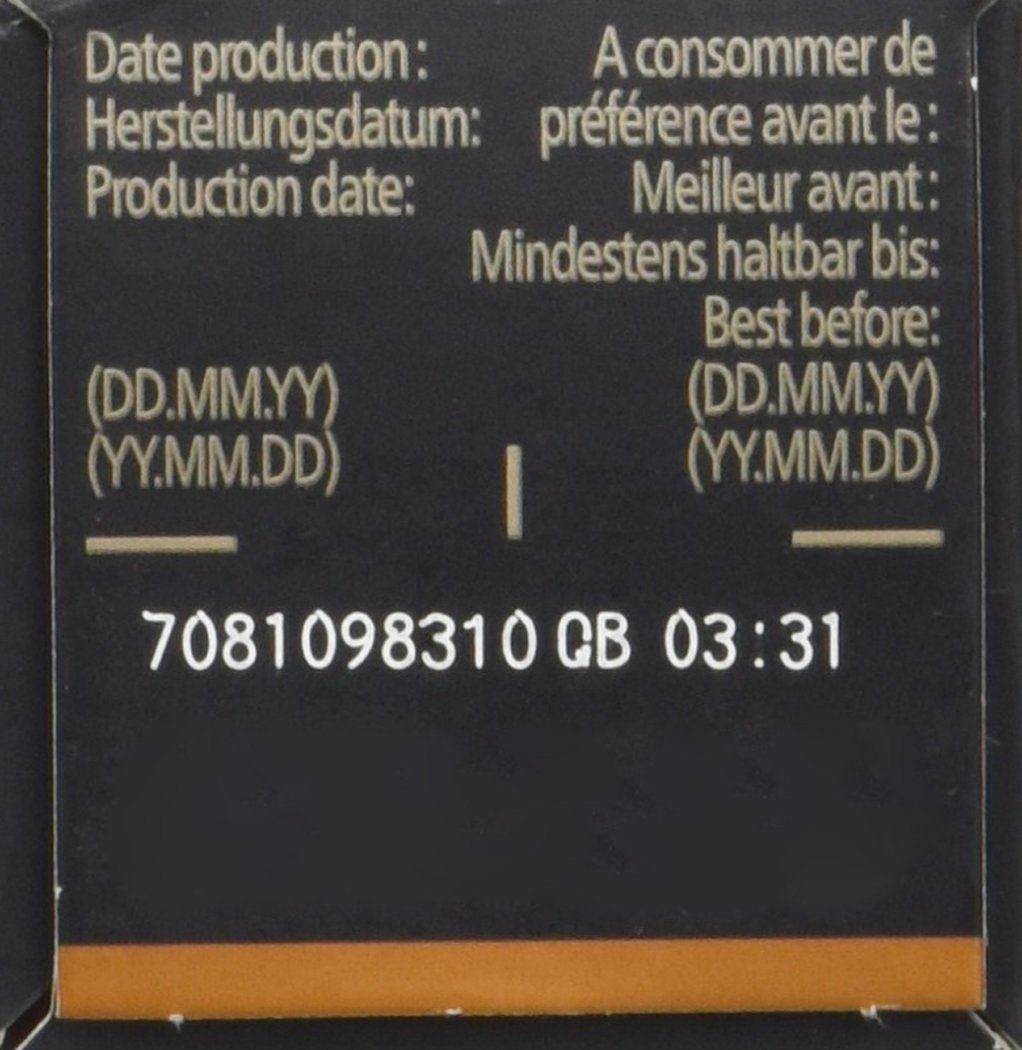 Date production :
Herstellungsdatum:
Production date:
(DD.MM.YY)
(YY.MM.DD)
A consommer de
préférence avant le :
Meilleur avant :
Mindestens haltbar bis:
Best before:
(DD.MM.YY)
(YY.MM.DD)
7081098310 QB 03:31